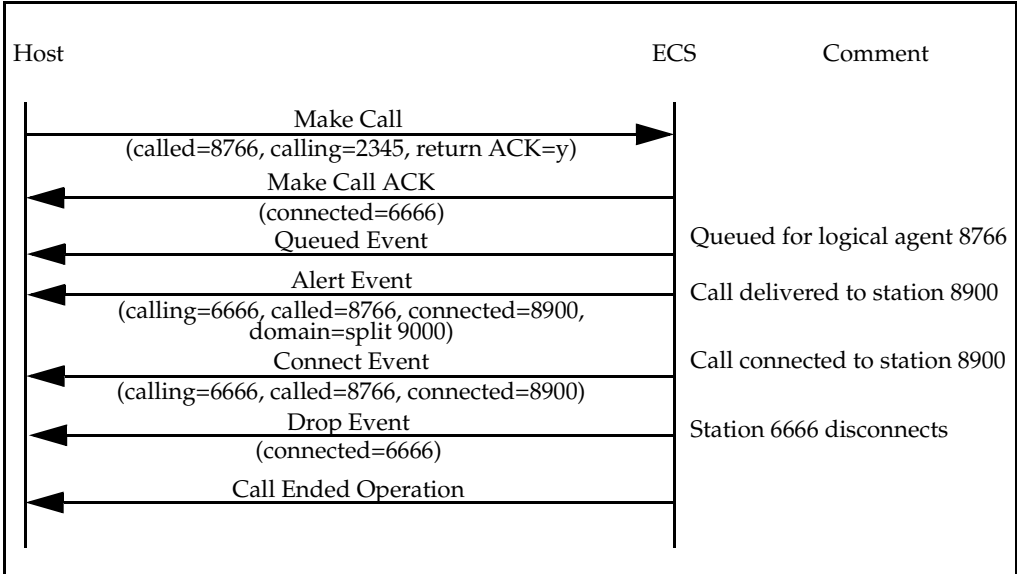 Host ECS Comment
Make Call
(called=8766, calling=2345, return ACK=y)
Make Call ACK
(connected=6666)
Queued Event
Queued for logical agent 8766
Alert Event
Call delivered to station 8900
(calling=6666, called=8766, connected=8900,
domain=split 9000)
Connect Event
Call connected to station 8900
(calling=6666, called=8766, connected=8900)
Drop Event
Station 6666 disconnects
(connected=6666)
Call Ended Operation